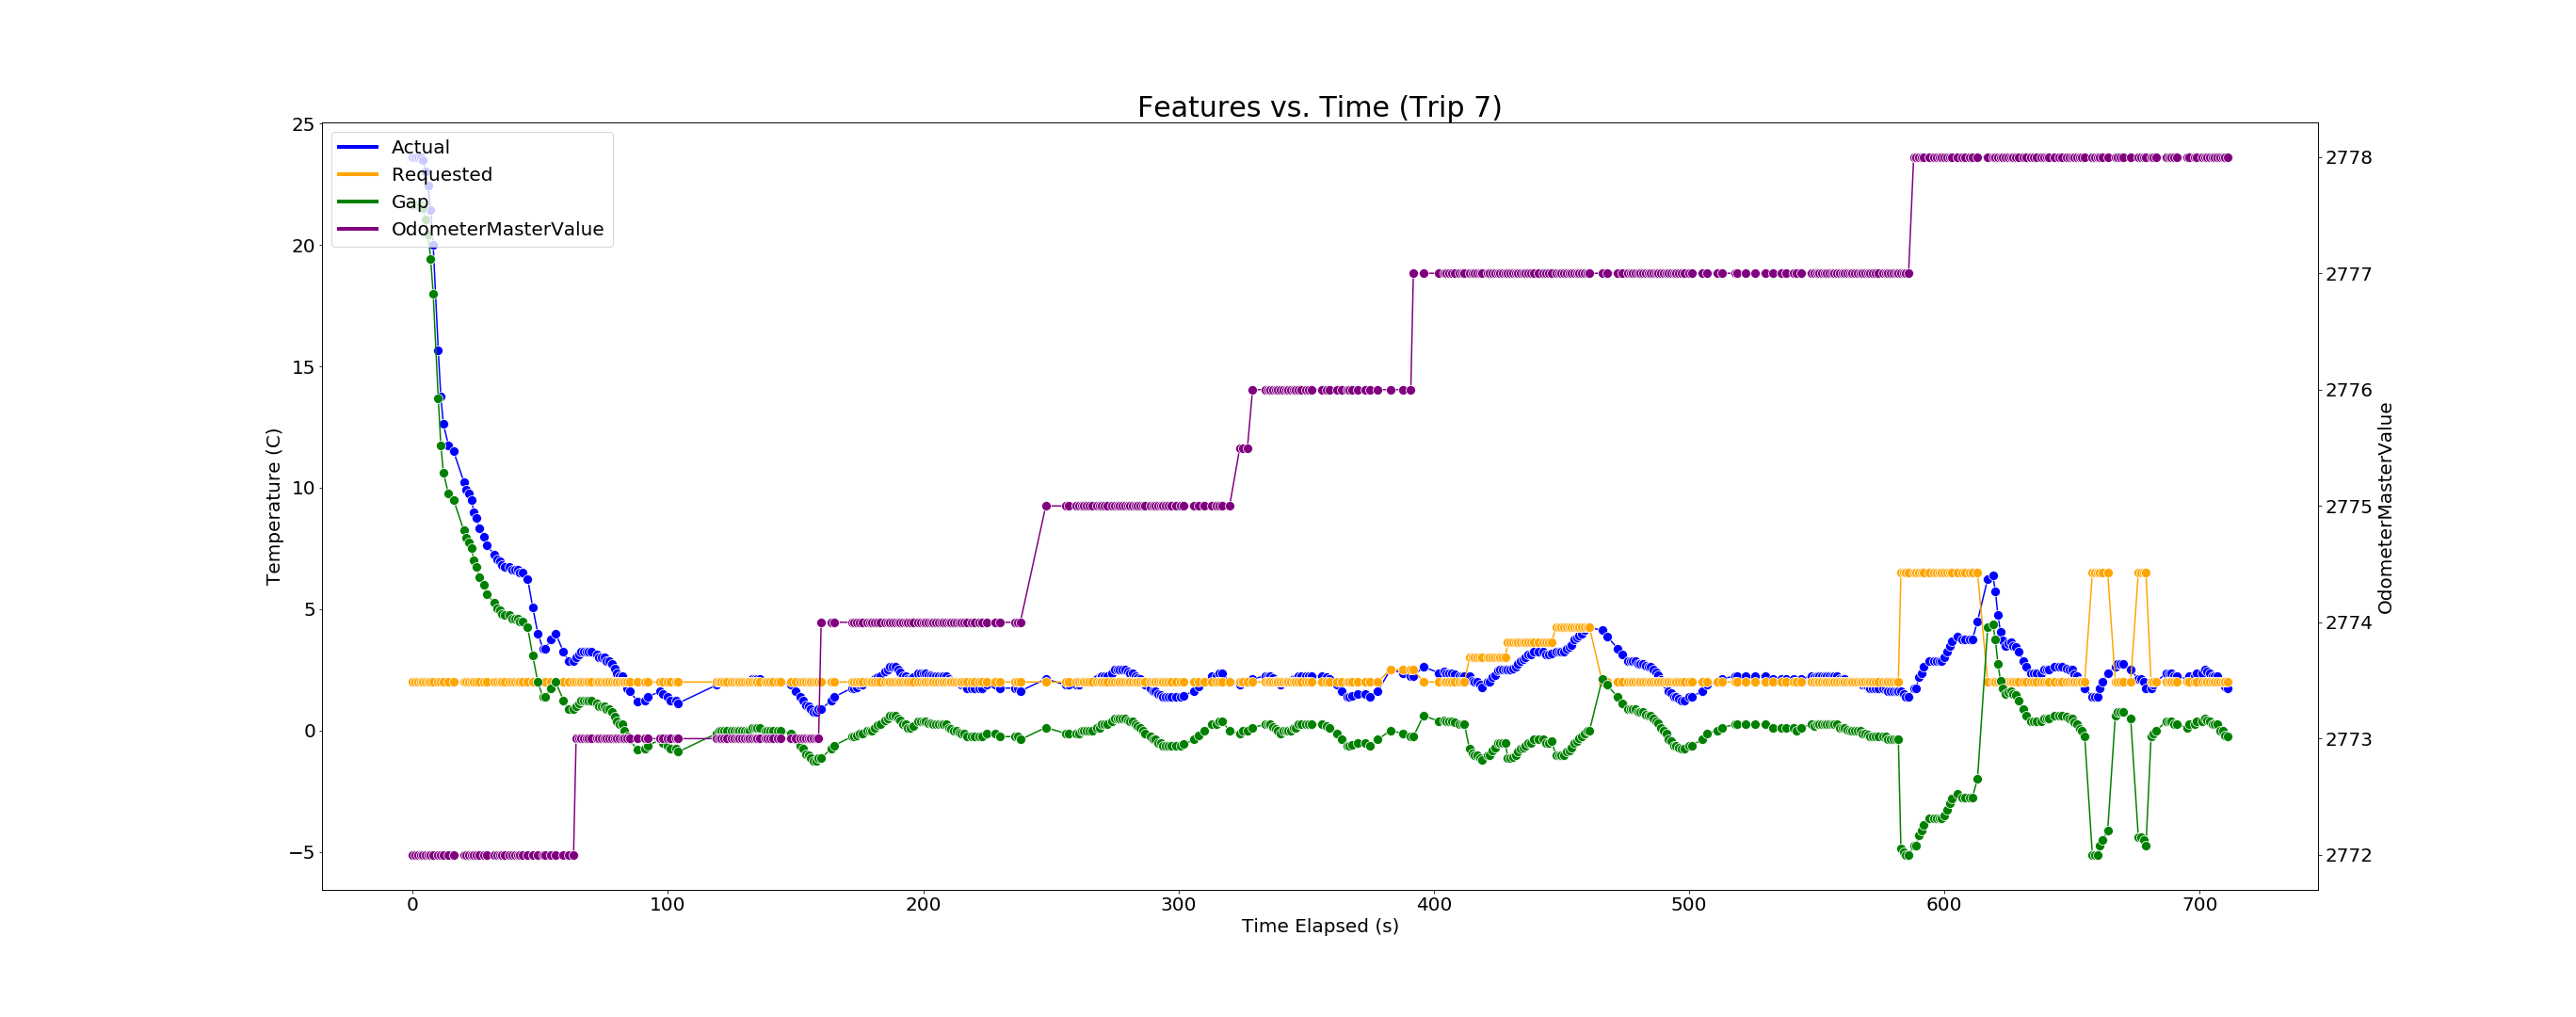 Features vs. Time (Trip 7)
Actual
Requested
Gap
OdometerMasterValue
25
20
15
10
5
0
−5
Temperature (C)
2778
2777
2776
2775
2774
2773
2772
OdometerMasterValue
0 100 200 300 400 500 600 700
Time Elapsed (s)